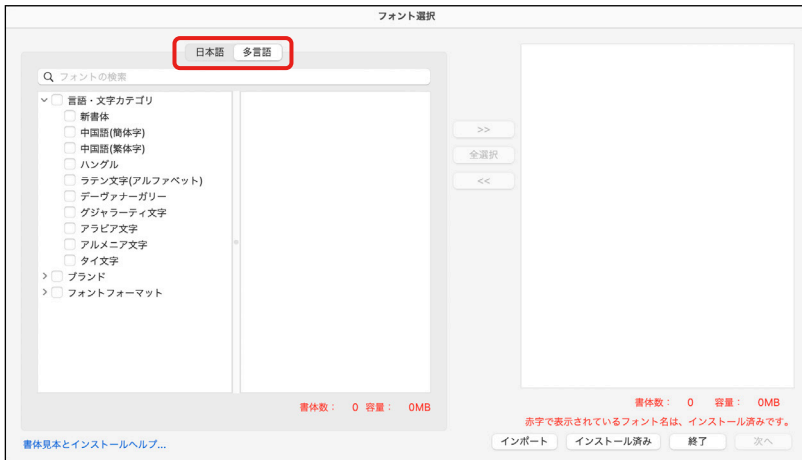 フォント選択
日本語 多言語
フォントの検索
言語・文字カテゴリ
新書体
中国語(簡体字)
中国語(繁体字)
ハングル
ラテン文字(アルファベット)
デーヴァナーガリー
グジャラーティ文字
アラビア文字
アルメニア文字
タイ文字
ブランド
フォントフォーマット
>>
全選択
<<
書体数： 0 容量： 0MB
書体数： 0 容量： 0MB
赤字で表示されているフォント名は、インストール済みです。
書体見本とインストールヘルプ...
インポート インストール済み 終了 次へ